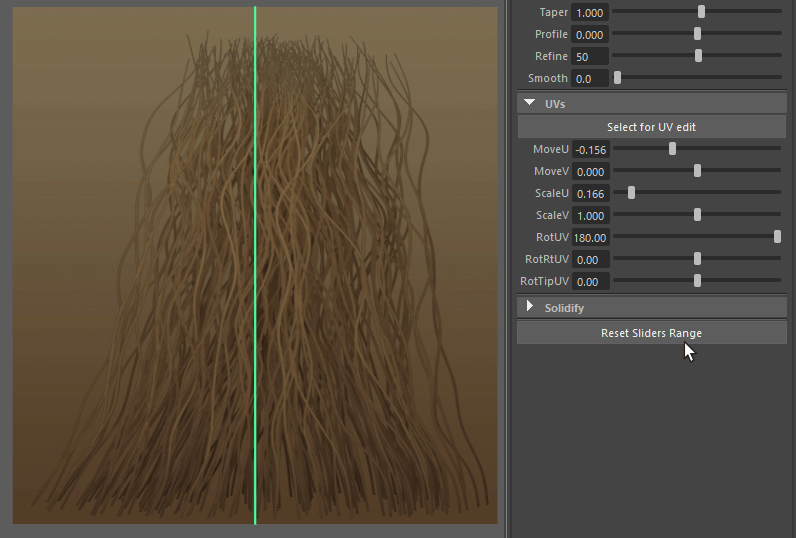 Taper 1.000
Profile 0.000
Refine 50
Smooth 0.0
UVs
Select for UV edit
MoveU -0.156
MoveV 0.000
ScaleU 0.166
ScaleV 1.000
RotUV 180.00
RotRtUV 0.00
RotTipUV 0.00
Solidify
Reset Sliders Range